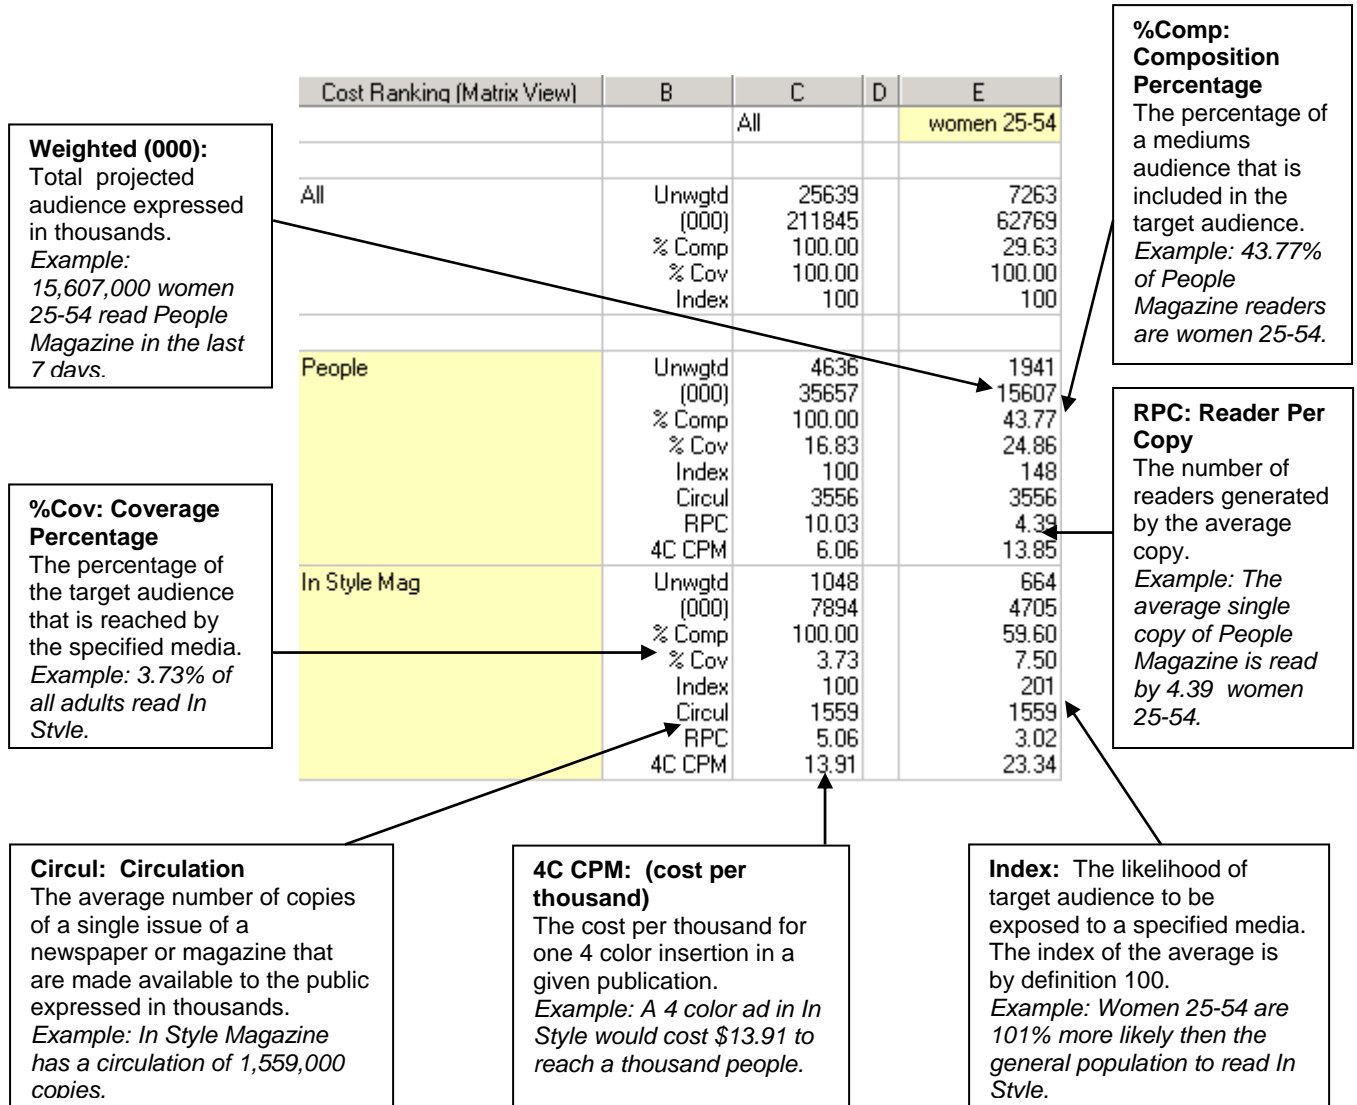 %Comp:
Composition
Percentage
The percentage of
a mediums
audience that is
included in the
target audience.
Example: 43.77%
of People
Magazine readers
are women 25-54.
Cost Ranking (Matrix View) B C D E
All women 25-54
Weighted (000):
Total projected
audience expressed
in thousands.
Example:
15,607,000 women
25-54 read People
Magazine in the last
7 days.
All Unwgtd 25639 7263
(000) 211845 62769
% Comp 100.00 29.63
% Cov 100.00 100.00
Index 100 100
People Unwgtd 4636 1941
(000) 35657 15607
% Comp 100.00 43.77
% Cov 16.83 24.86
Index 100 148
Circul 3556 3556
RPC 10.03 4.39
4C CPM 6.06 13.85
In Style Mag Unwgtd 1048 664
(000) 7894 4705
% Comp 100.00 59.60
% Cov 3.73 7.50
Index 100 201
Circul 1559 1559
RPC 5.06 3.02
4C CPM 13.91 23.34
RPC: Reader Per
Copy
The number of
readers generated
by the average
copy.
Example: The
average single
copy of People
Magazine is read
by 4.39 women
25-54.
%Cov: Coverage
Percentage
The percentage of
the target audience
that is reached by
the specified media.
Example: 3.73% of
all adults read In
Style.
Circul: Circulation
The average number of copies
of a single issue of a
newspaper or magazine that
are made available to the public
expressed in thousands.
Example: In Style Magazine
has a circulation of 1,559,000
copies.
4C CPM: (cost per
thousand)
The cost per thousand for
one 4 color insertion in a
given publication.
Example: A 4 color ad in In
Style would cost $13.91 to
reach a thousand people.
Index: The likelihood of
target audience to be
exposed to a specified media.
The index of the average is
by definition 100.
Example: Women 25-54 are
101% more likely then the
general population to read In
Style.